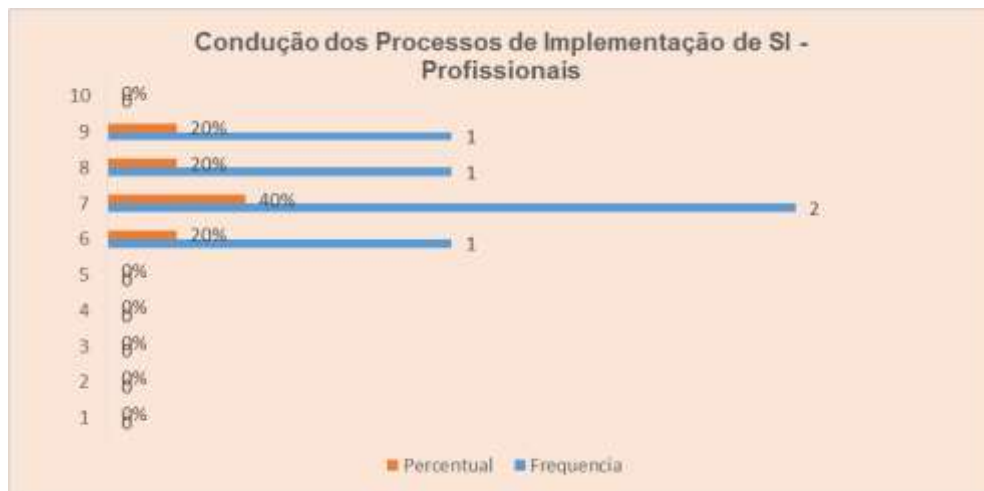 Condução dos Processos de Implementação de SI -
Profissionais
10 0% 0
9 20% 1
8 20% 1
7 40% 2
6 20% 1
5 0% 0
4 0% 0
3 0% 0
2 0% 0
1 0% 0
Percentual Frequencia